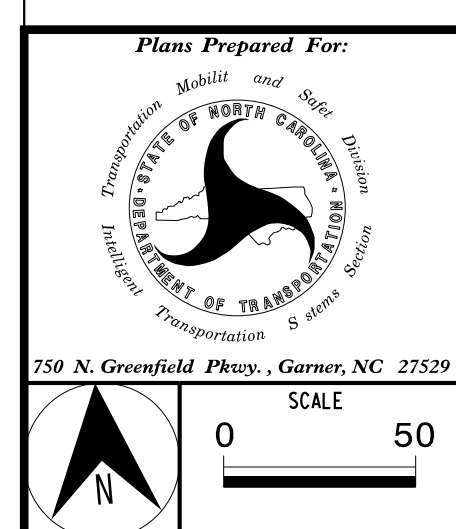 Plans Prepared For:
Transportation Mobilit and Safet Division
STATE OF NORTH CAROLINA
DEPARTMENT OF TRANSPORTATION
Intelligent Transportation S stems Section
750 N. Greenfield Pkwy. , Garner, NC 27529
N
SCALE
0 50